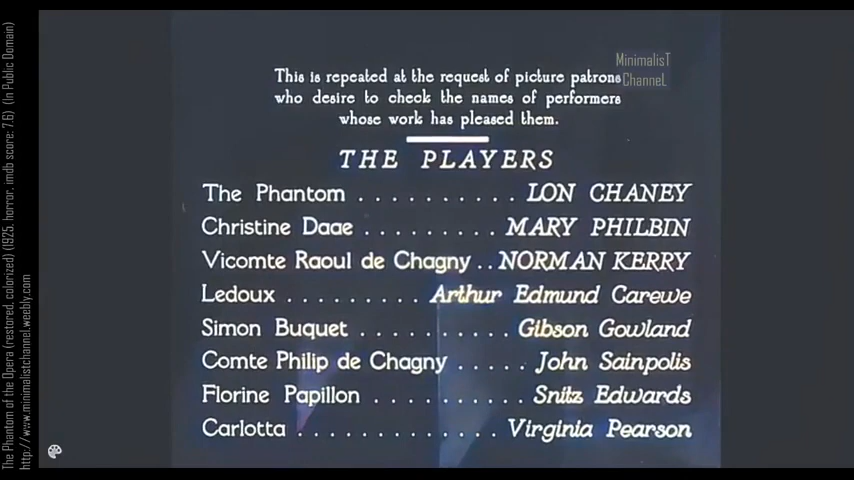 This is repeated at the request of picture patrons
who desire to check the names of performers
whose work has pleased them.
THE PLAYERS
The Phantom . . . . . . . . . . LON CHANEY
Christine Daae . . . . . . . . . MARY PHILBIN
Vicomte Raoul de Chagny . . NORMAN KERRY
Ledoux . . . . . . . . . Arthur Edmund Carewe
Simon Buquet . . . . . . . . . . Gibson Gowland
Comte Philip de Chagny . . . . . John Sainpolis
Florine Papillon . . . . . . . . . . Snitz Edwards
Carlotta . . . . . . . . . . . . . Virginia Pearson
MinimalisT
ChanneL
The Phantom of the Opera (restored, colorized) (1925, horror, imdb score: 7.6) (In Public Domain)
http://www.minimalistchannel.weebly.com